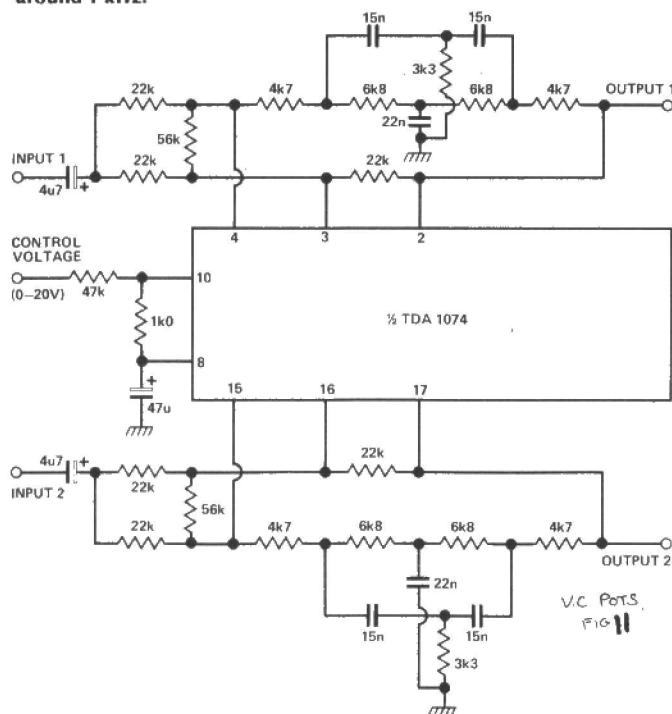 around 1 kHz.
15n 15n
3k3
22k 4k7 6k8 6k8 4k7 OUTPUT 1
22n
56k
INPUT 1 22k 22k
4u7 +
4 3 2
CONTROL
VOLTAGE
10
(0–20V) 47k
1k0 ½ TDA 1074
8
+ 15 16 17
47u
4u7 +
22k
INPUT 2 22k
56k
22k 4k7 6k8 6k8 4k7
OUTPUT 2
22n
V.C POTS
FIG 11
15n 15n
3k3